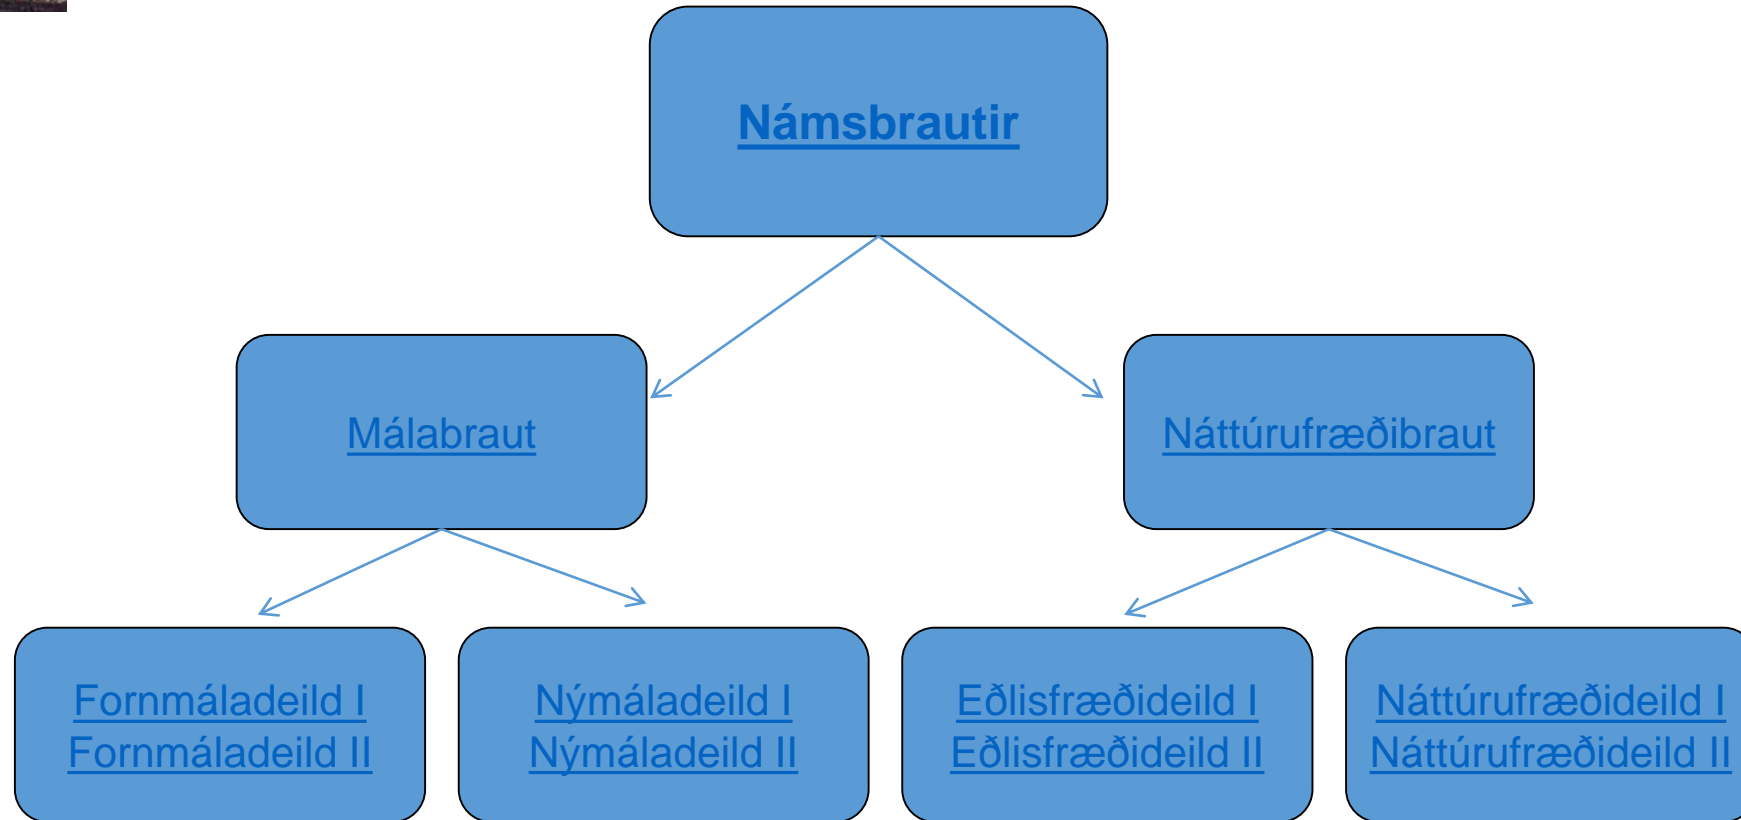 Námsbrautir
Málabraut
Náttúrufræðibraut
Fornmáladeild I
Fornmáladeild II
Nýmáladeild I
Nýmáladeild II
Eðlisfræðideild I
Eðlisfræðideild II
Náttúrufræðideild I
Náttúrufræðideild II